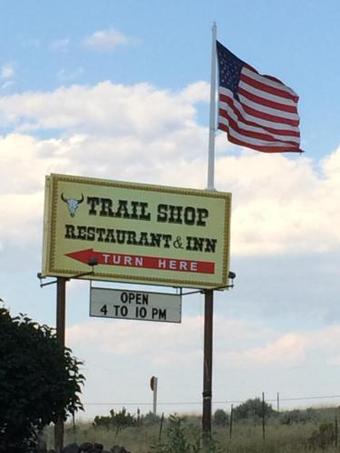 TRAIL SHOP
RESTAURANT & INN
TURN HERE
OPEN
4 TO 10 PM